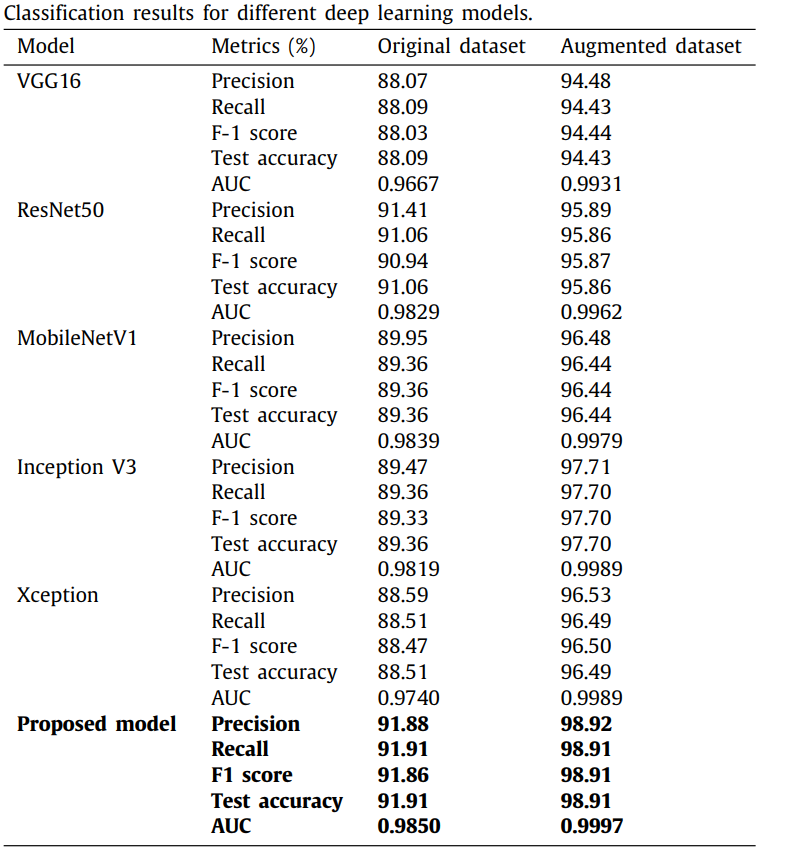 Classification results for different deep learning models.
Model Metrics (%) Original dataset Augmented dataset
VGG16 Precision 88.07 94.48
Recall 88.09 94.43
F-1 score 88.03 94.44
Test accuracy 88.09 94.43
AUC 0.9667 0.9931
ResNet50 Precision 91.41 95.89
Recall 91.06 95.86
F-1 score 90.94 95.87
Test accuracy 91.06 95.86
AUC 0.9829 0.9962
MobileNetV1 Precision 89.95 96.48
Recall 89.36 96.44
F-1 score 89.36 96.44
Test accuracy 89.36 96.44
AUC 0.9839 0.9979
Inception V3 Precision 89.47 97.71
Recall 89.36 97.70
F-1 score 89.33 97.70
Test accuracy 89.36 97.70
AUC 0.9819 0.9989
Xception Precision 88.59 96.53
Recall 88.51 96.49
F-1 score 88.47 96.50
Test accuracy 88.51 96.49
AUC 0.9740 0.9989
Proposed model Precision 91.88 98.92
Recall 91.91 98.91
F1 score 91.86 98.91
Test accuracy 91.91 98.91
AUC 0.9850 0.9997